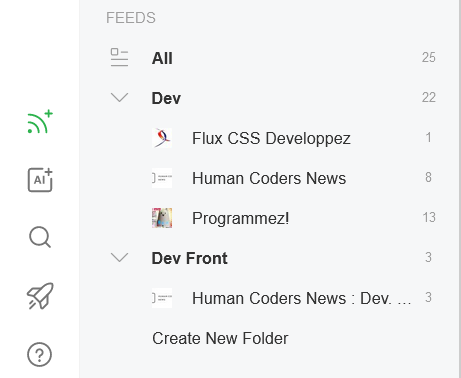 FEEDS
All 25
Dev 22
Flux CSS Developpez 1
Human Coders News 8
Programmez! 13
Dev Front 3
AI
Human Coders News : Dev. ... 3
Create New Folder
?